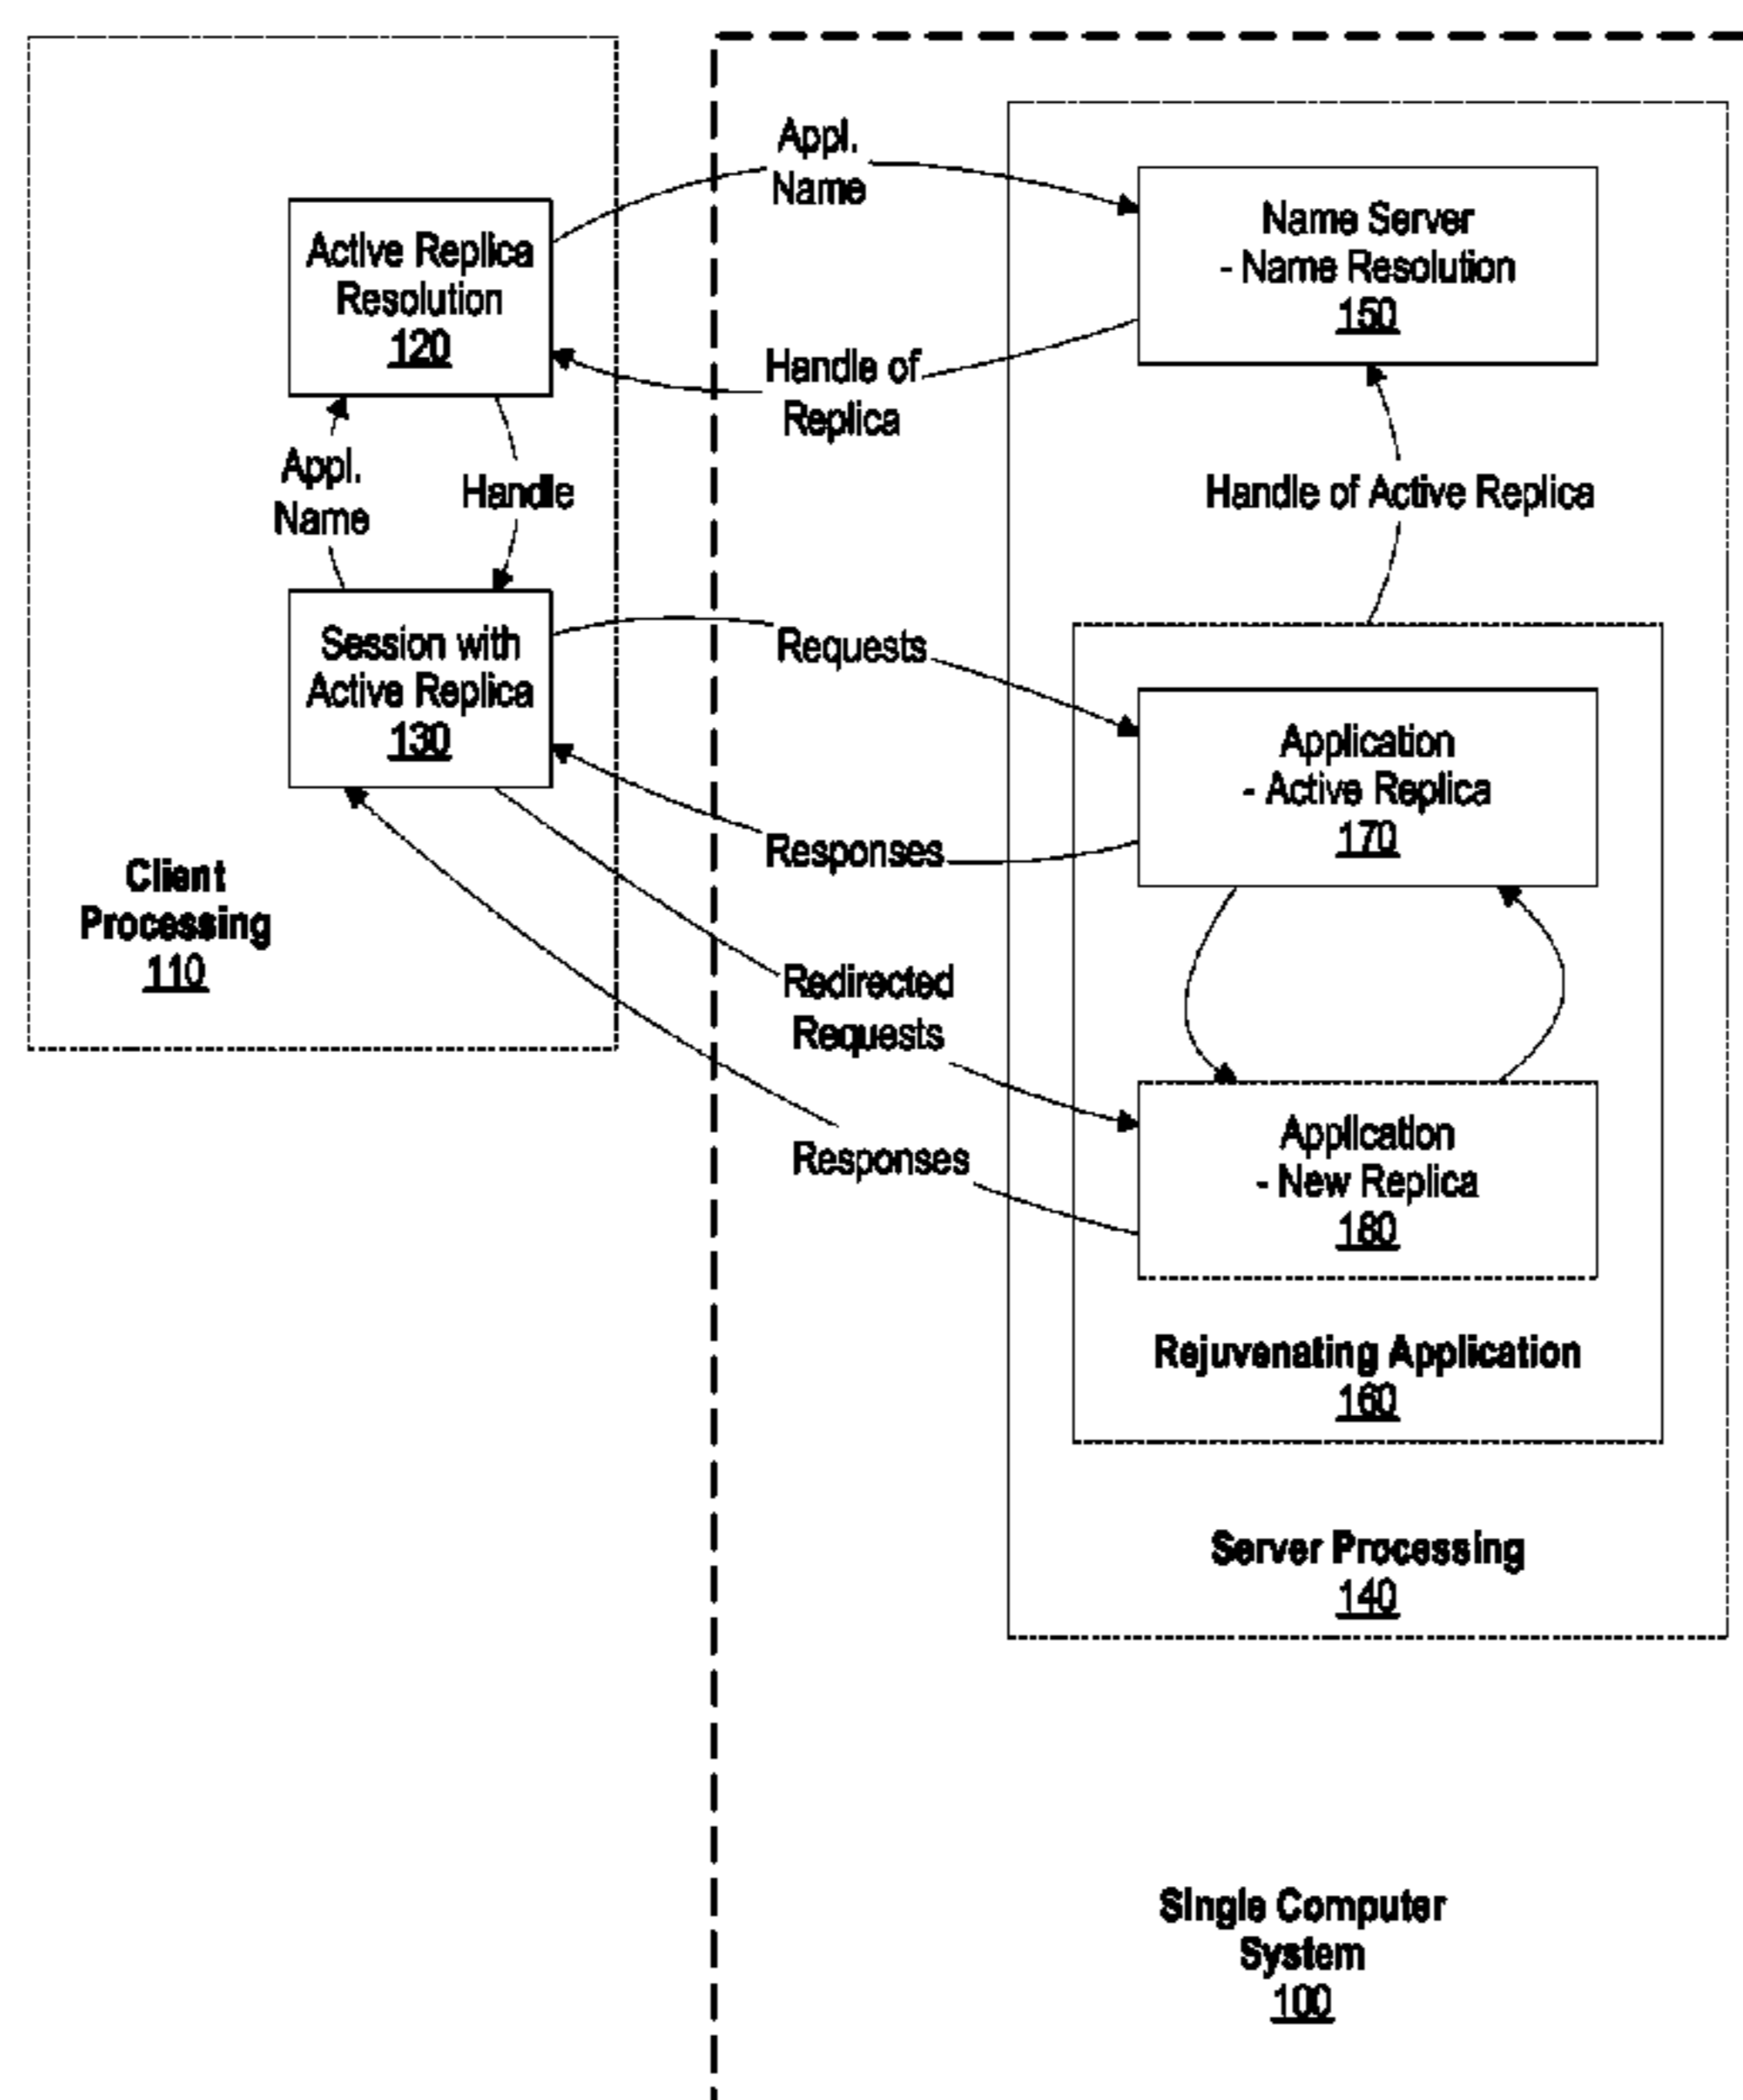 Appl.
Name
Name Server
- Name Resolution
150
Active Replica
Resolution
120
Handle of
Replica
Appl.
Name
Handle
Handle of Active Replica
Session with
Active Replica
130
Requests
Application
- Active Replica
170
Responses
Client
Processing
110
Redirected
Requests
Application
- New Replica
180
Responses
Rejuvenating Application
160
Server Processing
140
Single Computer
System
100